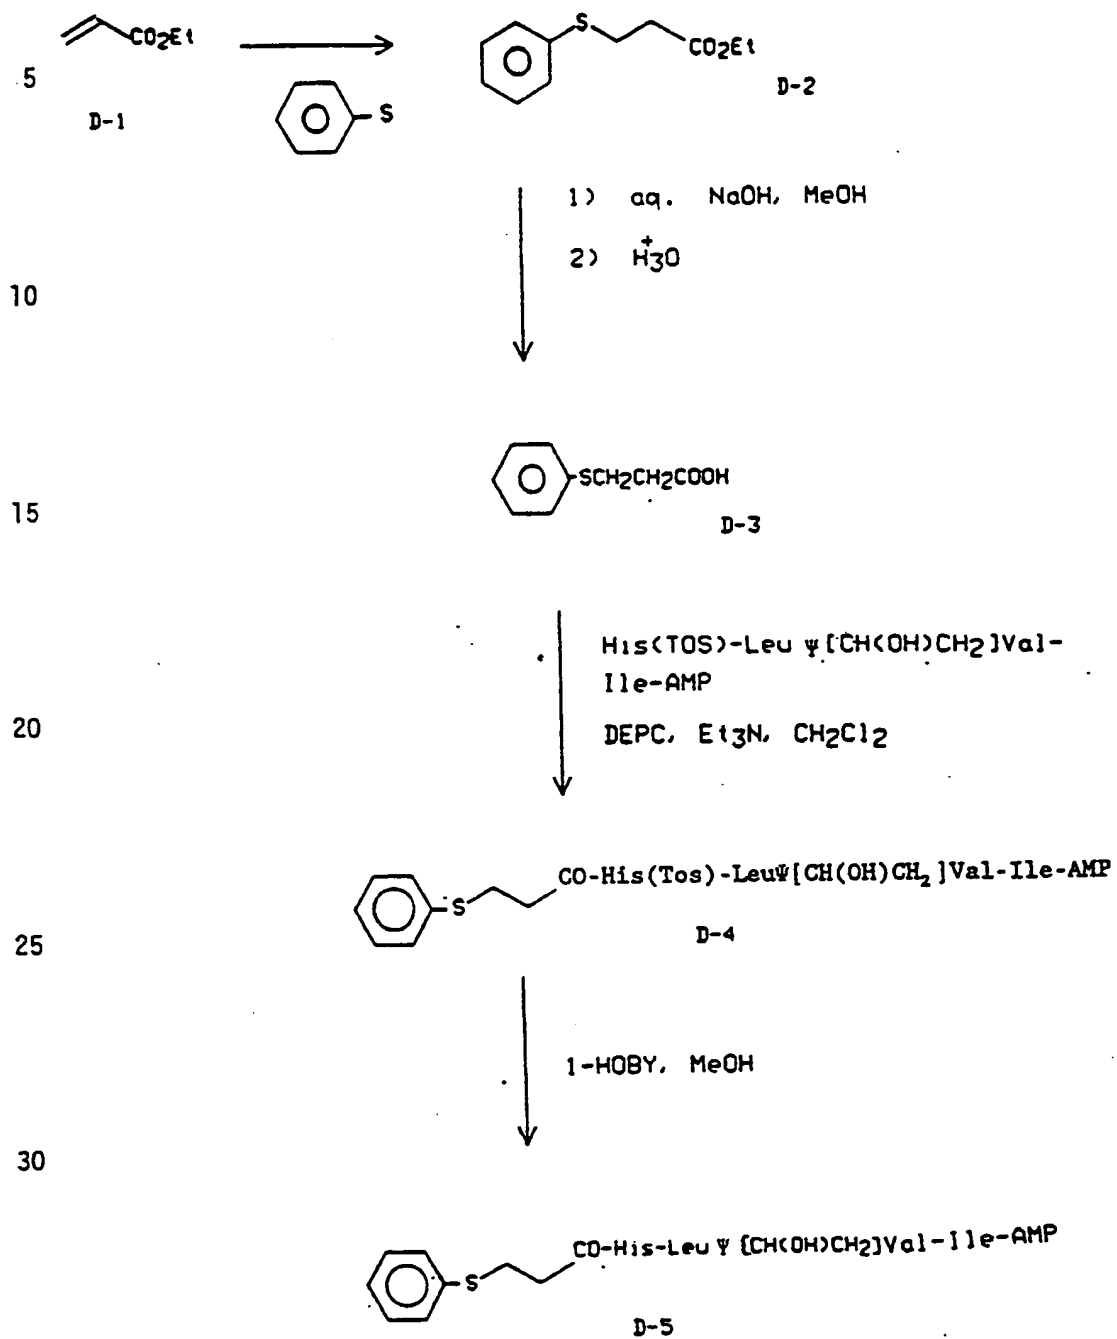 CO2Et
S
CO2Et
5
D-2
D-1
S
1) aq. NaOH, MeOH
2) H3O+
10
SCH2CH2COOH
15
D-3
His(TOS)-Leu Ψ[CH(OH)CH2]Val-
Ile-AMP
20
DEPC, Et3N, CH2Cl2
CO-His(Tos)-LeuΨ[CH(OH)CH2]Val-Ile-AMP
S
D-4
25
1-HOBY, MeOH
30
CO-His-Leu Ψ [CH(OH)CH2]Val-Ile-AMP
S
D-5